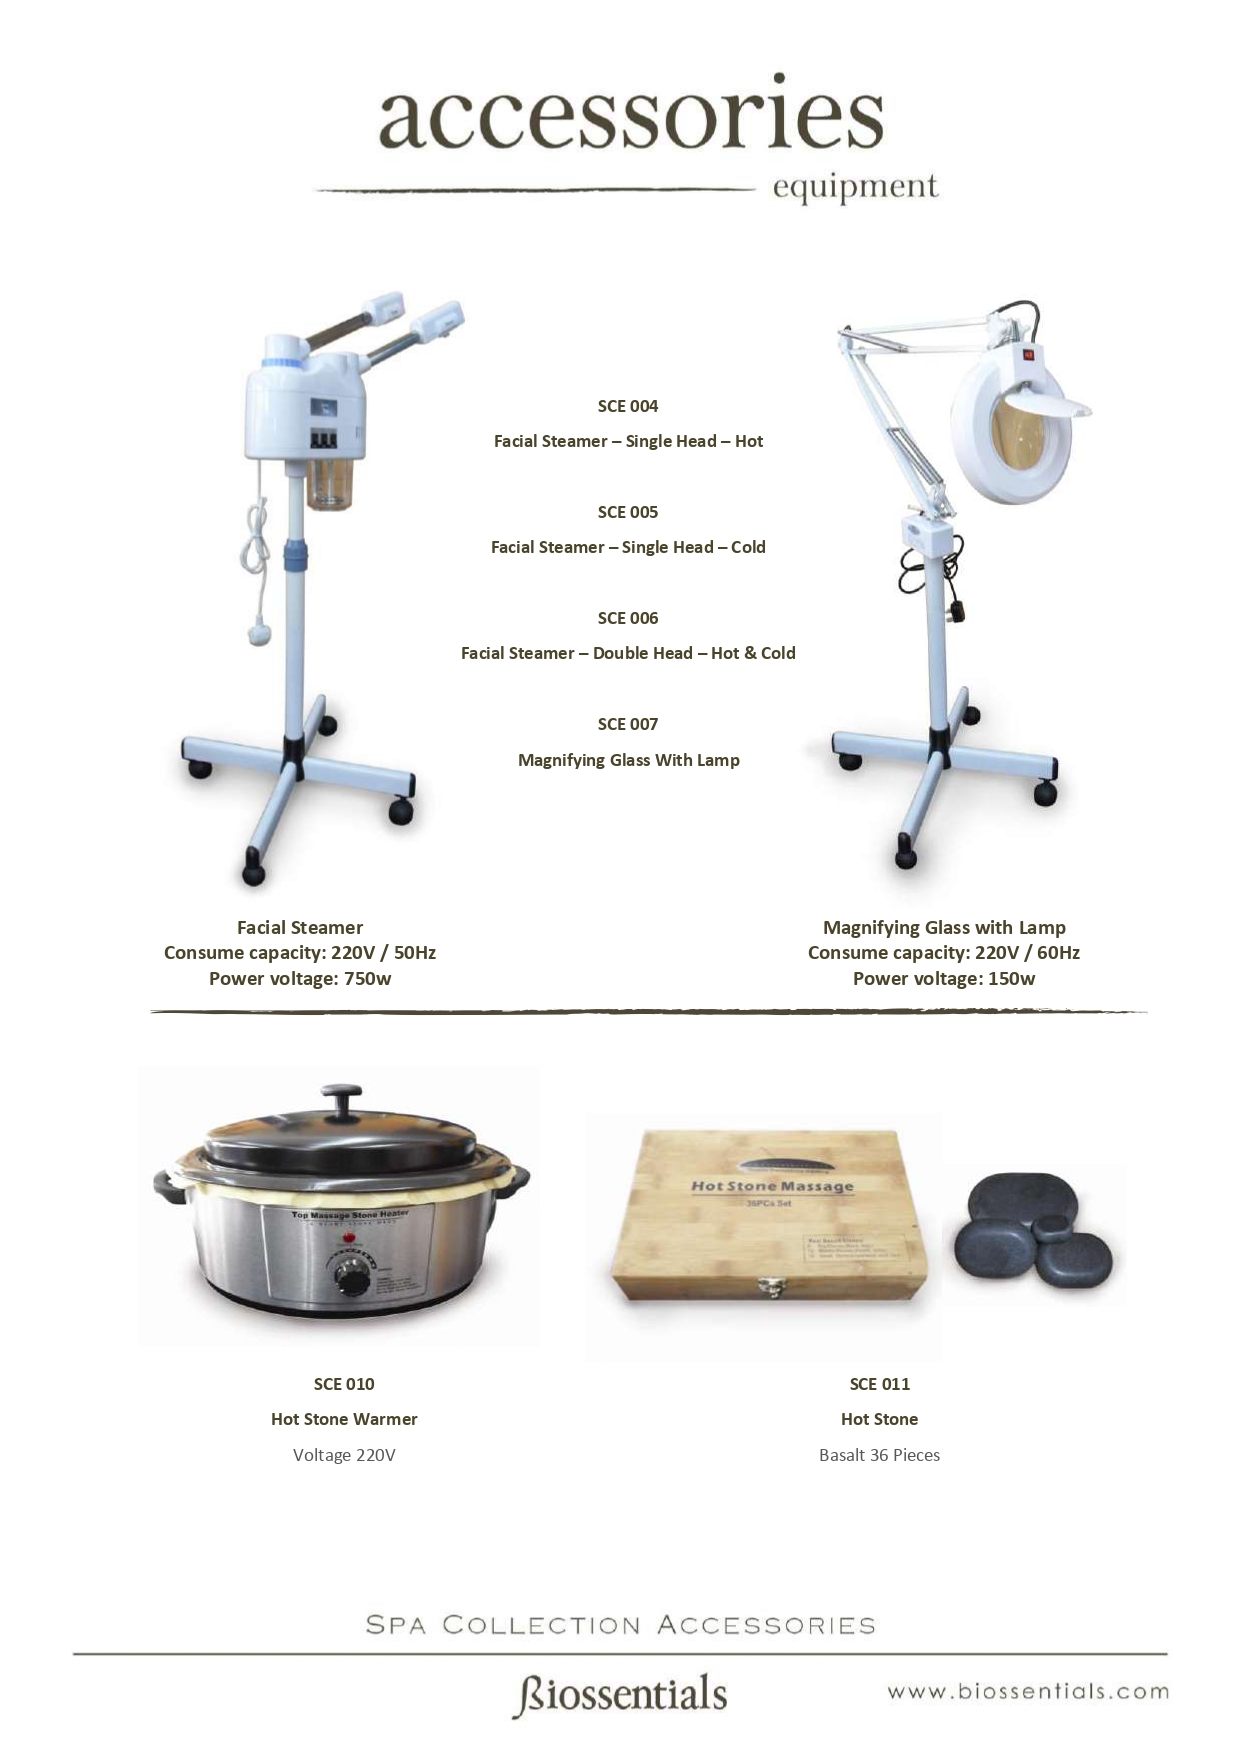 accessories
equipment
SCE 004
Facial Steamer – Single Head – Hot
SCE 005
Facial Steamer – Single Head – Cold
SCE 006
Facial Steamer – Double Head – Hot & Cold
SCE 007
Magnifying Glass With Lamp
Facial Steamer
Consume capacity: 220V / 50Hz
Power voltage: 750w
Magnifying Glass with Lamp
Consume capacity: 220V / 60Hz
Power voltage: 150w
Top Massage Stone Heater
Hot Stone Massage
36PCs Set
SCE 010
Hot Stone Warmer
Voltage 220V
SCE 011
Hot Stone
Basalt 36 Pieces
SPA COLLECTION ACCESSORIES
Biossentials
www.biossentials.com